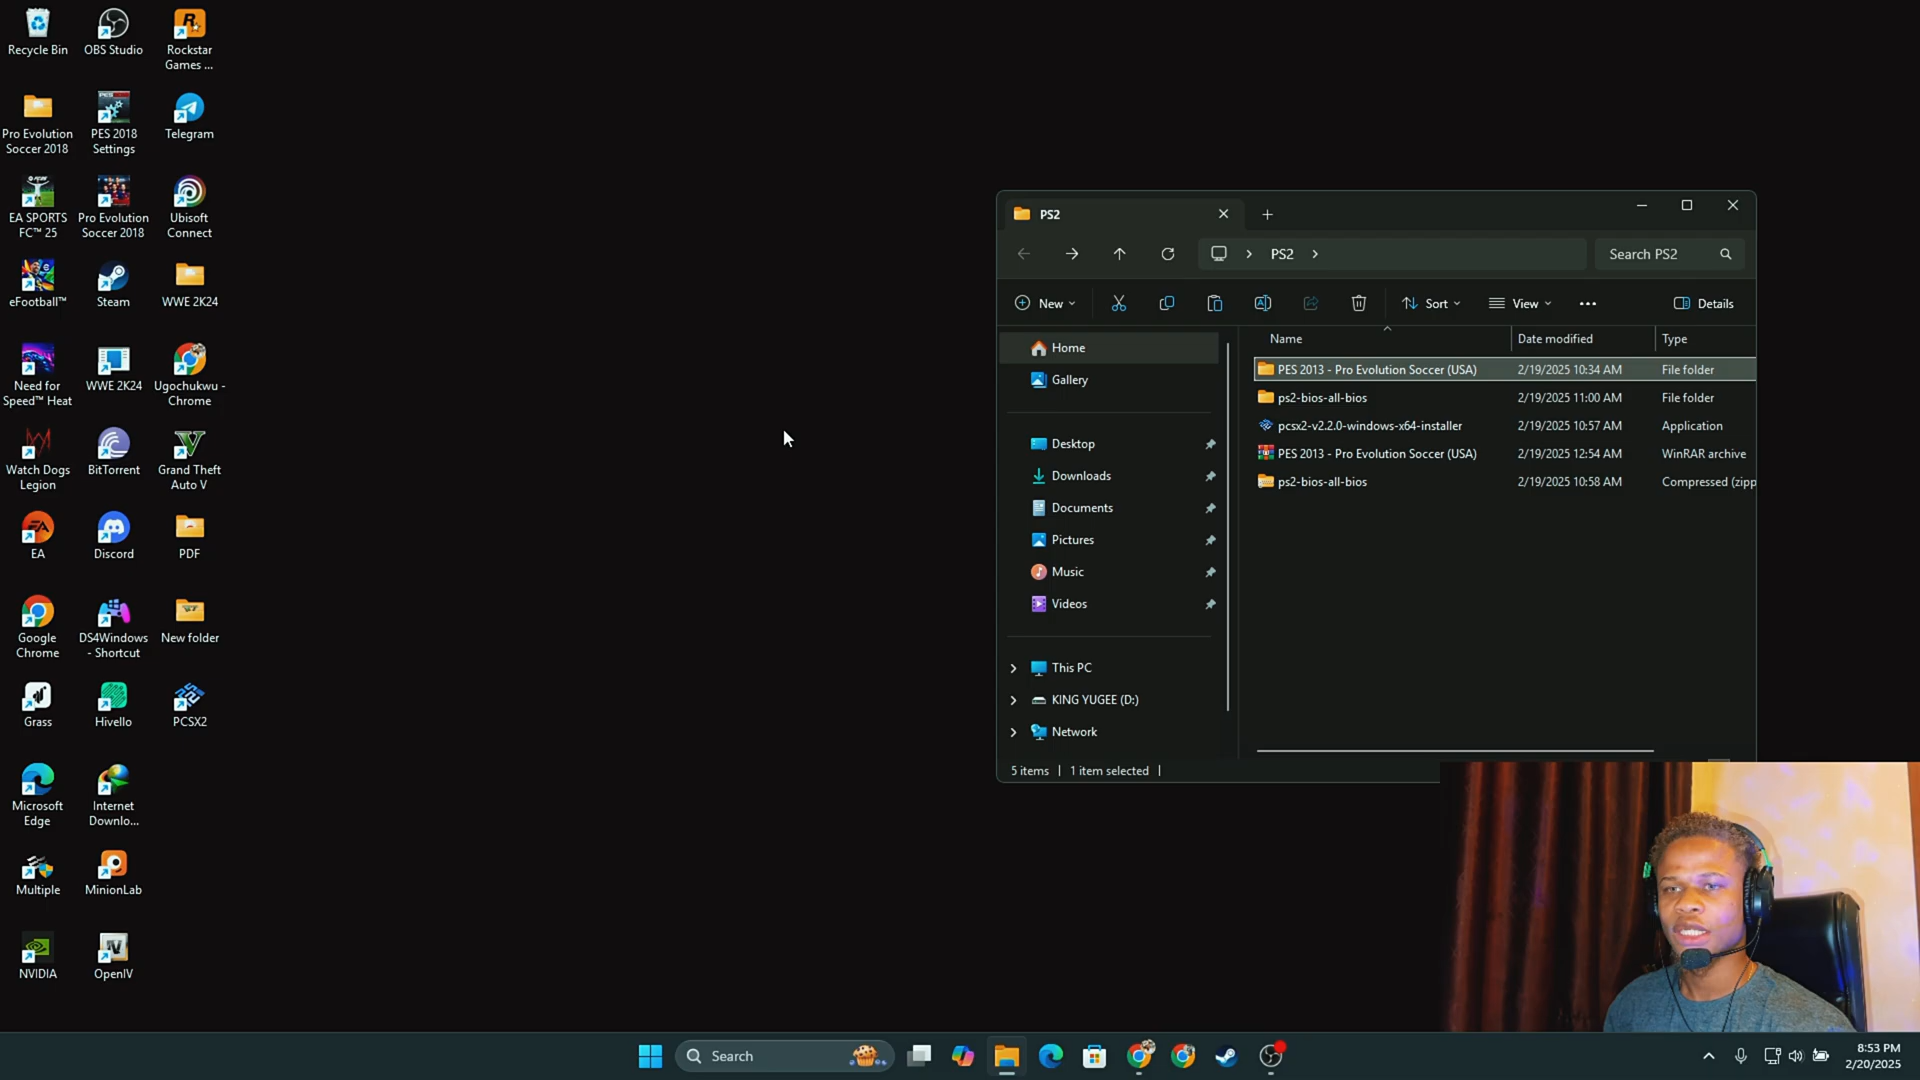 Recycle Bin
OBS Studio
Rockstar
Games ...
Pro Evolution
Soccer 2018
PES 2018
Settings
Telegram
EA SPORTS
FC™ 25
Pro Evolution
Soccer 2018
Ubisoft
Connect
eFootball™
Steam
WWE 2K24
Need for
Speed™ Heat
WWE 2K24
Ugochukwu -
Chrome
Watch Dogs
Legion
BitTorrent
Grand Theft
Auto V
EA
Discord
PDF
Google
Chrome
DS4Windows
- Shortcut
New folder
Grass
Hivello
PCSX2
Microsoft
Edge
Internet
Downlo...
Multiple
MinionLab
NVIDIA
OpenIV
PS2
PS2
Search PS2
New
Sort
View
Details
Home
Gallery
Desktop
Downloads
Documents
Pictures
Music
Videos
This PC
KING YUGEE (D:)
Network
Name Date modified Type
PES 2013 - Pro Evolution Soccer (USA) 2/19/2025 10:34 AM File folder
ps2-bios-all-bios 2/19/2025 11:00 AM File folder
pcsx2-v2.2.0-windows-x64-installer 2/19/2025 10:57 AM Application
PES 2013 - Pro Evolution Soccer (USA) 2/19/2025 12:54 AM WinRAR archive
ps2-bios-all-bios 2/19/2025 10:58 AM Compressed (zipp
5 items 1 item selected
Search
8:53 PM
2/20/2025